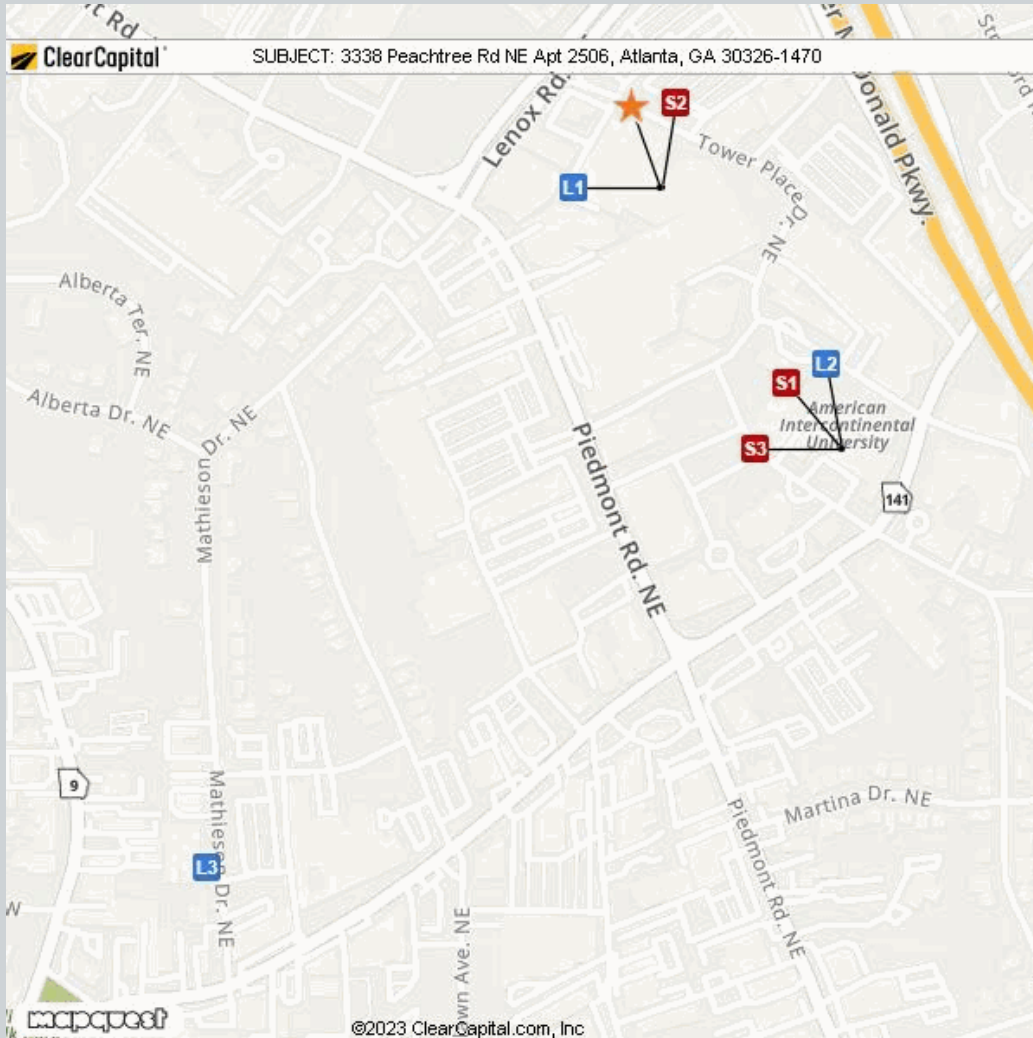 ct Rd.
ClearCapital
SUBJECT: 3338 Peachtree Rd NE Apt 2506, Atlanta, GA 30326-1470
Lenox Rd.
S2
Donald Pkwy.
Tower Place Dr. NE
L1
Alberta Ter. NE
L2
S1
American
Intercontinental
University
Alberta Dr. NE
Mathieson Dr. NE
S3
Piedmont Rd. NE
141
9
Mathieson Dr. NE
Martina Dr. NE
Piedmont Rd. NE
L3
W
own Ave. NE
mapquest
©2023 ClearCapital.com, Inc